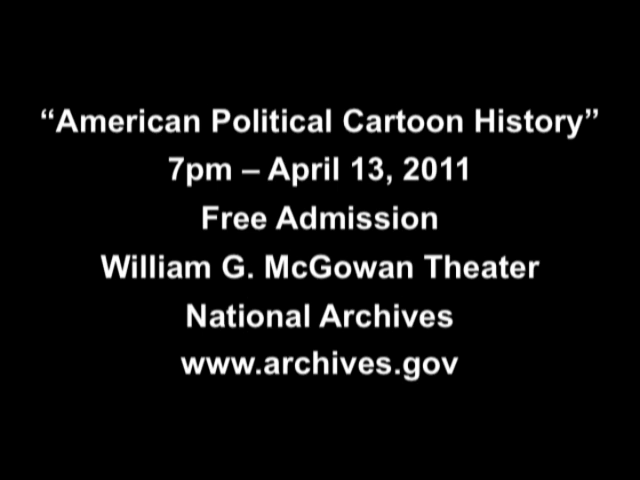 “American Political Cartoon History”
7pm – April 13, 2011
Free Admission
William G. McGowan Theater
National Archives
www.archives.gov